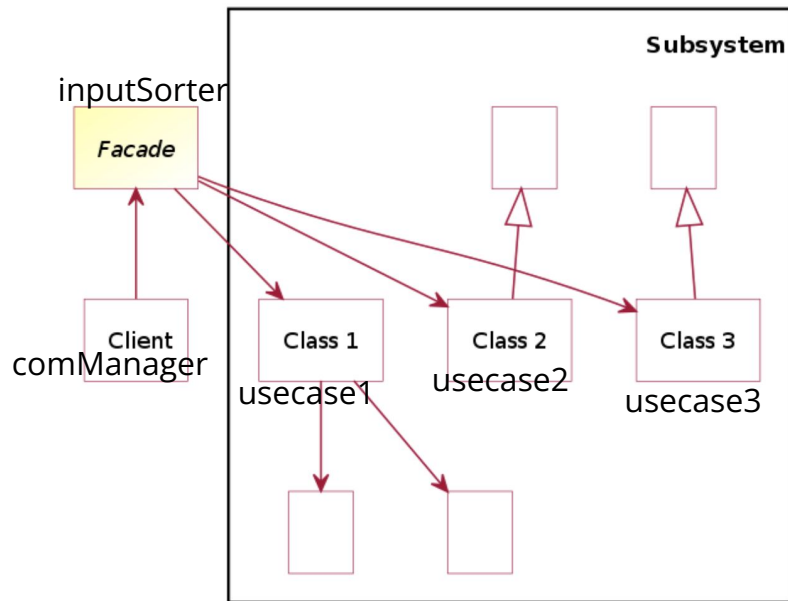 Subsystem
inputSorter
Facade
Client
comManager
Class 1
usecase1
Class 2
usecase2
Class 3
usecase3